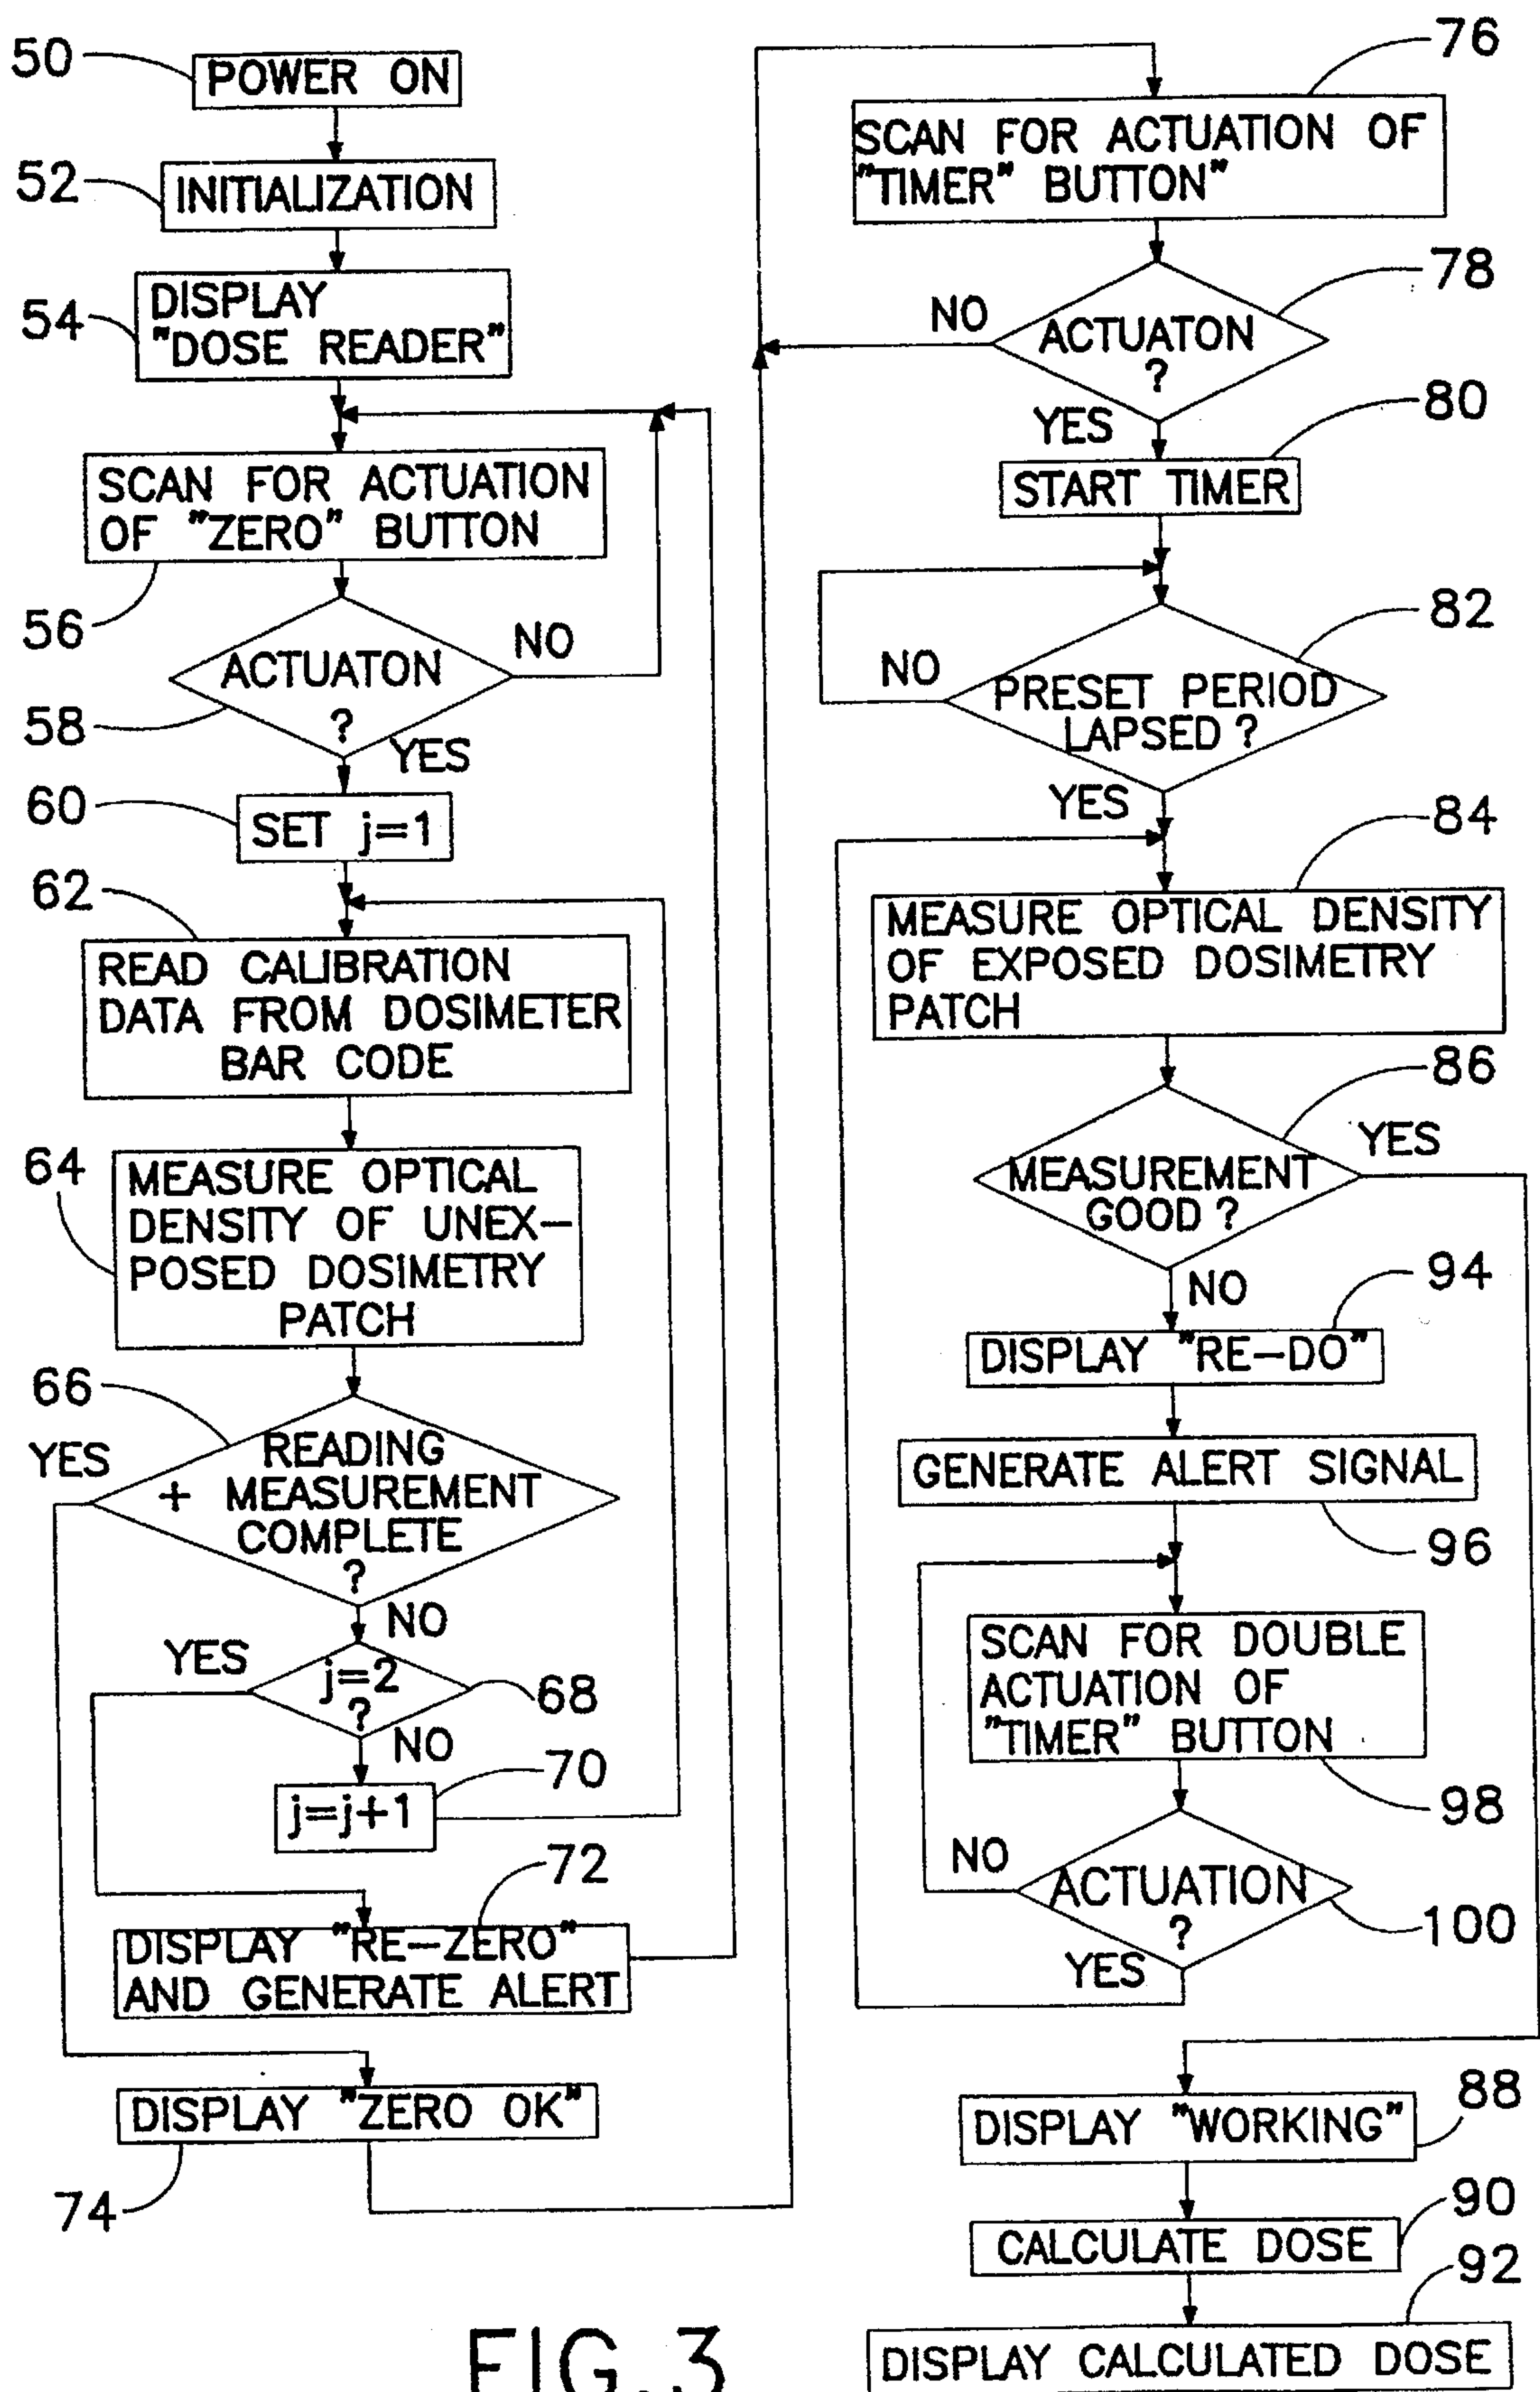 50
POWER ON
52
INITIALIZATION
54
DISPLAY
"DOSE READER"
SCAN FOR ACTUATION
OF "ZERO" BUTTON
56
ACTUATON
?
NO
58
YES
60
SET j=1
62
READ CALIBRATION
DATA FROM DOSIMETER
BAR CODE
64
MEASURE OPTICAL
DENSITY OF UNEX-
POSED DOSIMETRY
PATCH
66
YES
READING
+ MEASUREMENT
COMPLETE
?
NO
YES
j=2
?
68
NO
70
j=j+1
72
DISPLAY "RE-ZERO"
AND GENERATE ALERT
DISPLAY "ZERO OK"
74
76
SCAN FOR ACTUATION OF
"TIMER" BUTTON"
78
NO
ACTUATON
?
YES
80
START TIMER
82
NO
PRESET PERIOD
LAPSED ?
YES
84
MEASURE OPTICAL DENSITY
OF EXPOSED DOSIMETRY
PATCH
86
YES
MEASUREMENT
GOOD ?
NO
94
DISPLAY "RE-DO"
GENERATE ALERT SIGNAL
96
SCAN FOR DOUBLE
ACTUATION OF
"TIMER" BUTTON
98
NO
ACTUATION
?
100
YES
88
DISPLAY "WORKING"
90
CALCULATE DOSE
92
DISPLAY CALCULATED DOSE
FIG.3